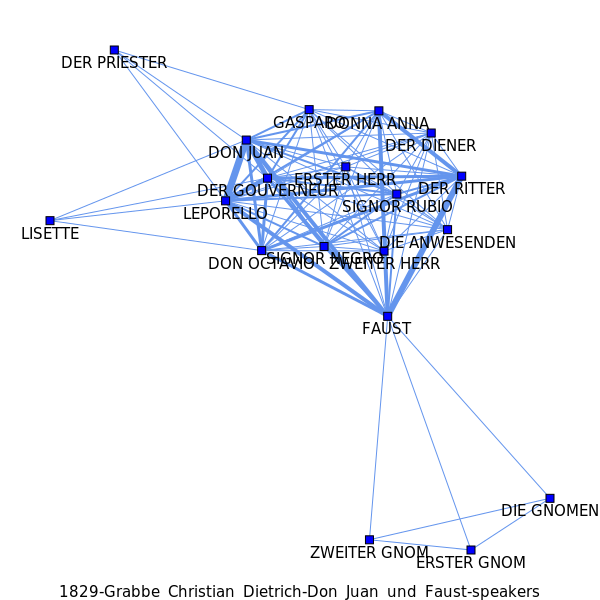 DER PRIESTER
GASPARO
DONNA ANNA
DER DIENER
DON JUAN
ERSTER HERR
DER GOUVERNEUR
DER RITTER
SIGNOR RUBIO
LEPORELLO
LISETTE
DIE ANWESENDEN
SIGNOR NEGRO
DON OCTAVIO
ZWEITER HERR
FAUST
DIE GNOMEN
ZWEITER GNOM
ERSTER GNOM
1829-Grabbe Christian Dietrich-Don Juan und Faust-speakers